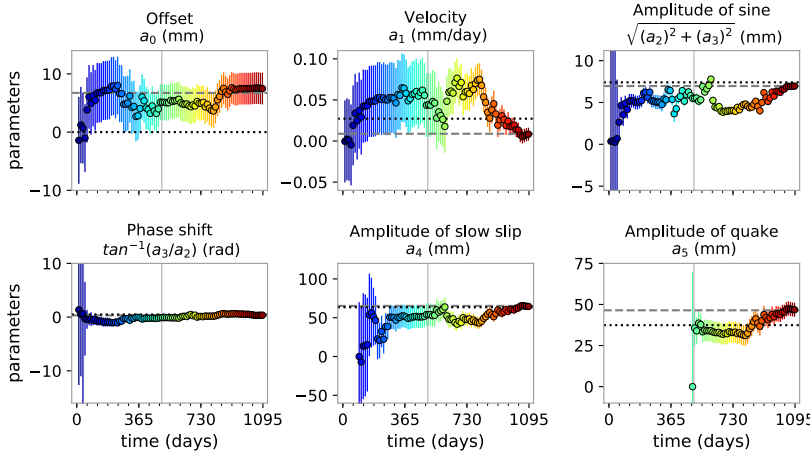 Offset
a₀ (mm)
Velocity
a₁ (mm/day)
Amplitude of sine
√((a₂)² + (a₃)²) (mm)
parameters
10
0
−10
0.10
0.05
0.00
−0.05
10
5
0
−5
Phase shift
tan⁻¹(a₃/a₂) (rad)
Amplitude of slow slip
a₄ (mm)
Amplitude of quake
a₅ (mm)
parameters
10
0
−10
100
50
0
−50
75
50
25
0
0 365 730 1095
0 365 730 1095
0 365 730 1095
time (days)
time (days)
time (days)